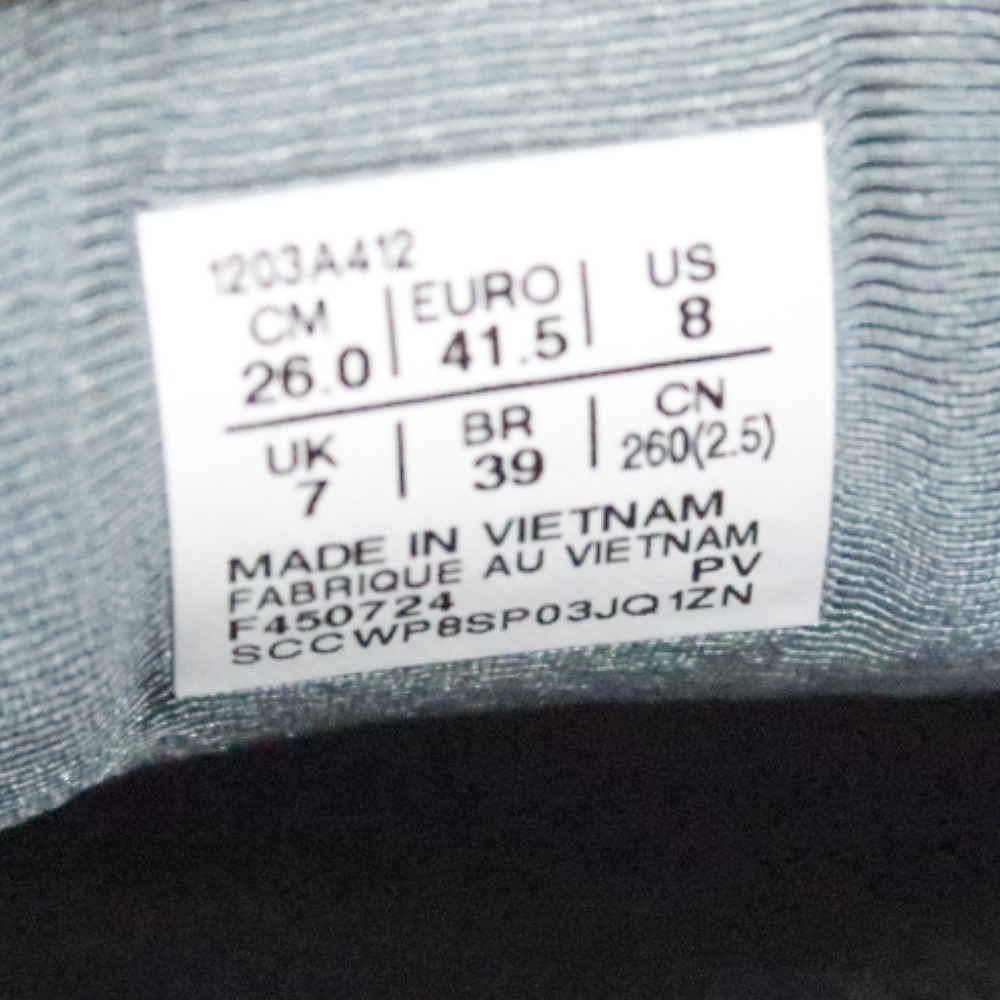 1203A412
CM | EURO | US
26.0 | 41.5 | 8
UK | BR | CN
7 | 39 | 260(2.5)
MADE IN VIETNAM
FABRIQUE AU VIETNAM
F450724 PV
SCCWP8SP03JQ1ZN